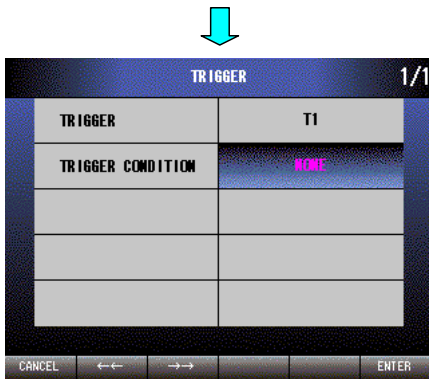 TRIGGER 1/1
TRIGGER T1
TRIGGER CONDITION NONE
CANCEL ←← →→ ENTER